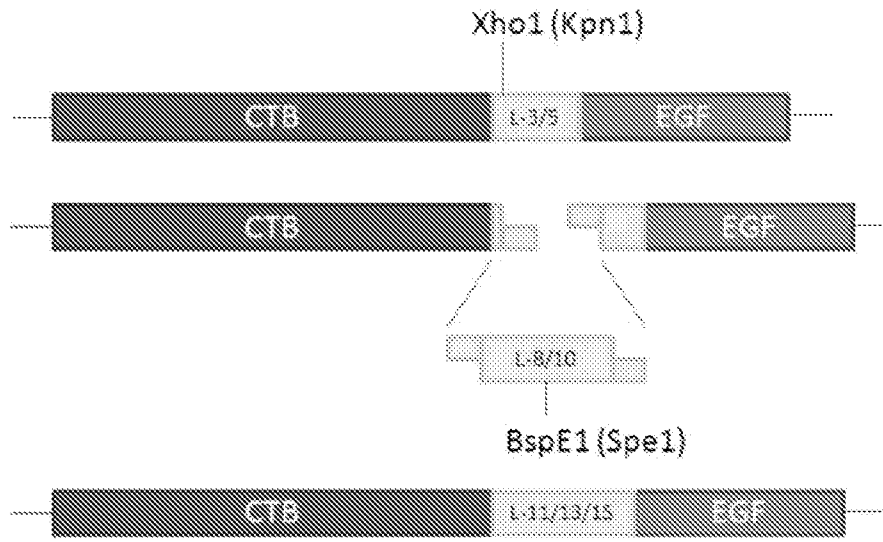 Xho1 (Kpn1)
CTB L-3/5 EGF
CTB EGF
L-8/10
BspE1 (Spe1)
CTB L-11/13/15 EGF